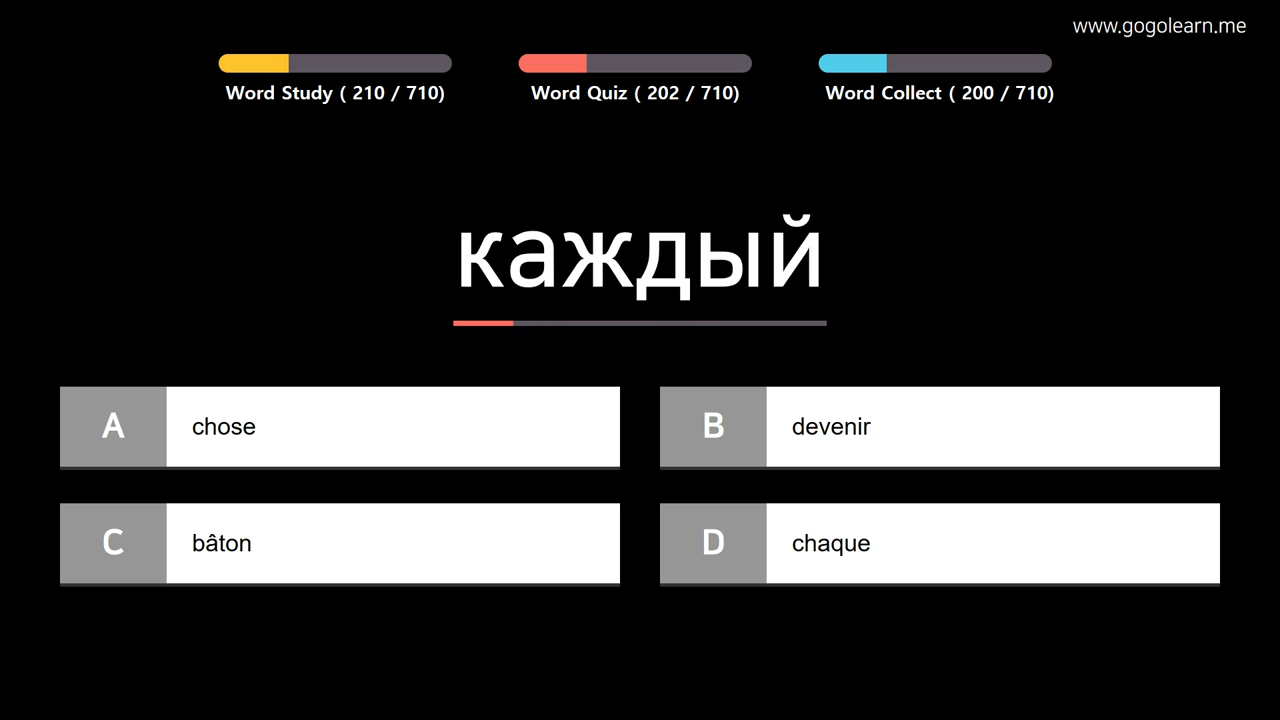 www.gogolearn.me
Word Study ( 210 / 710)
Word Quiz ( 202 / 710)
Word Collect ( 200 / 710)
каждый
A chose
B devenir
C bâton
D chaque